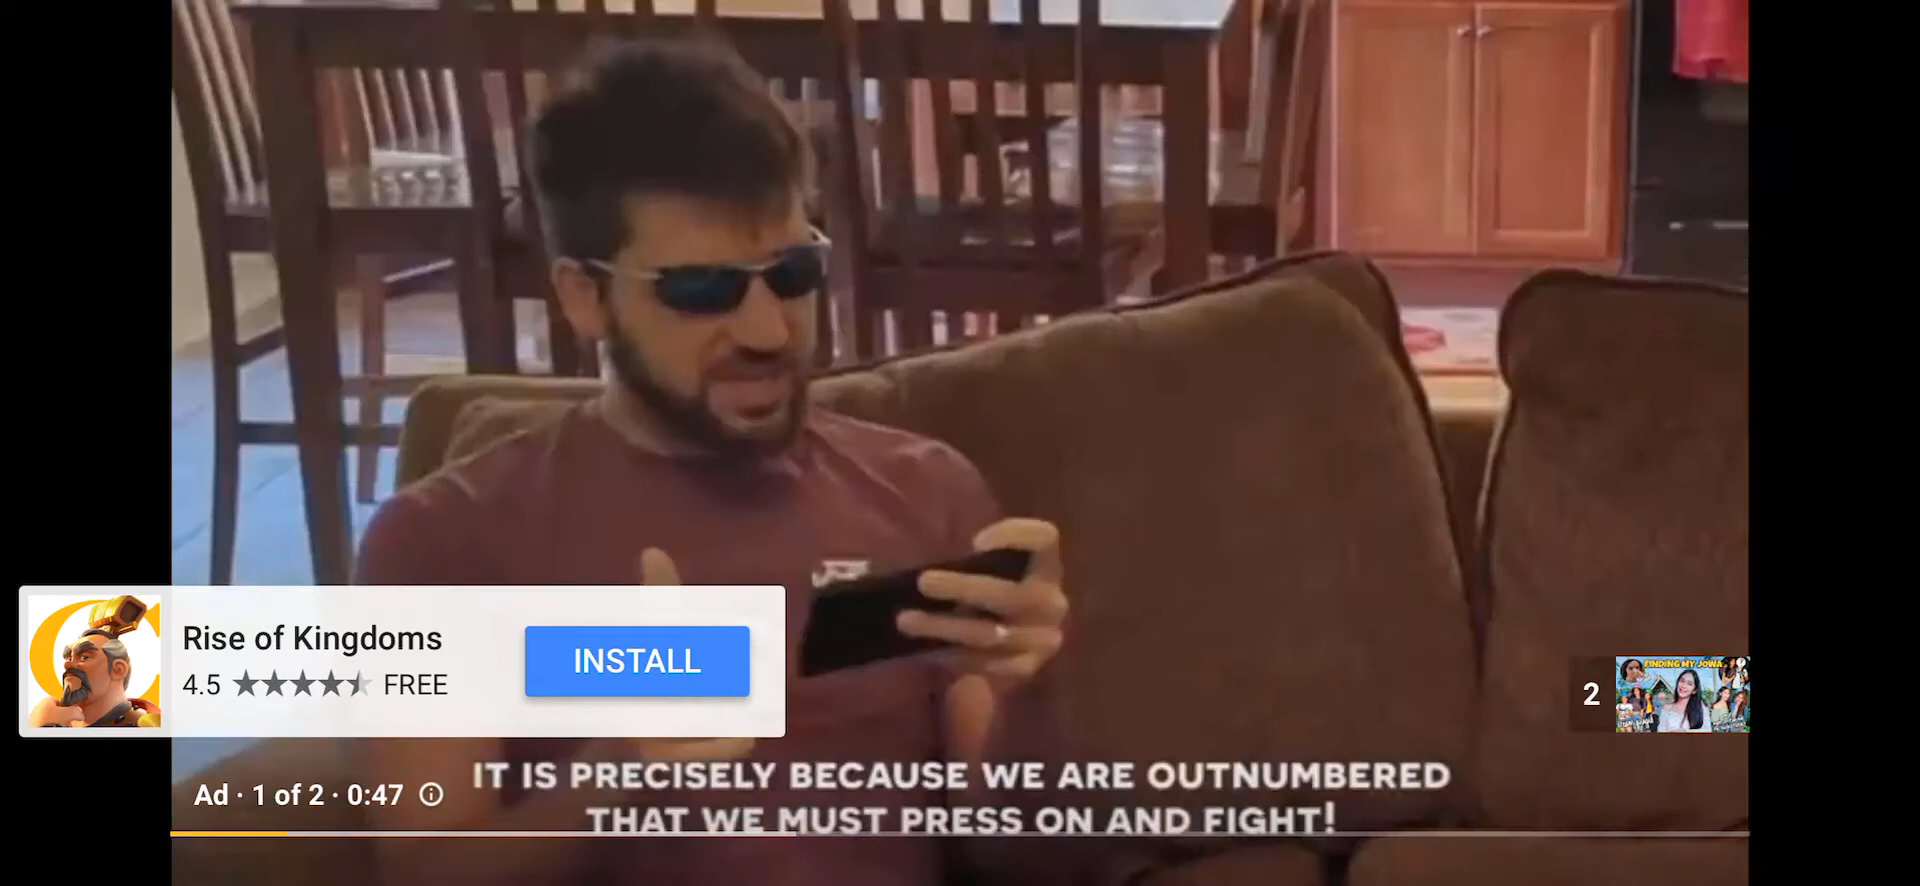 Rise of Kingdoms
4.5 FREE
INSTALL
2
FINDING MY JOWA
Ad · 1 of 2 · 0:47
IT IS PRECISELY BECAUSE WE ARE OUTNUMBERED
THAT WE MUST PRESS ON AND FIGHT!